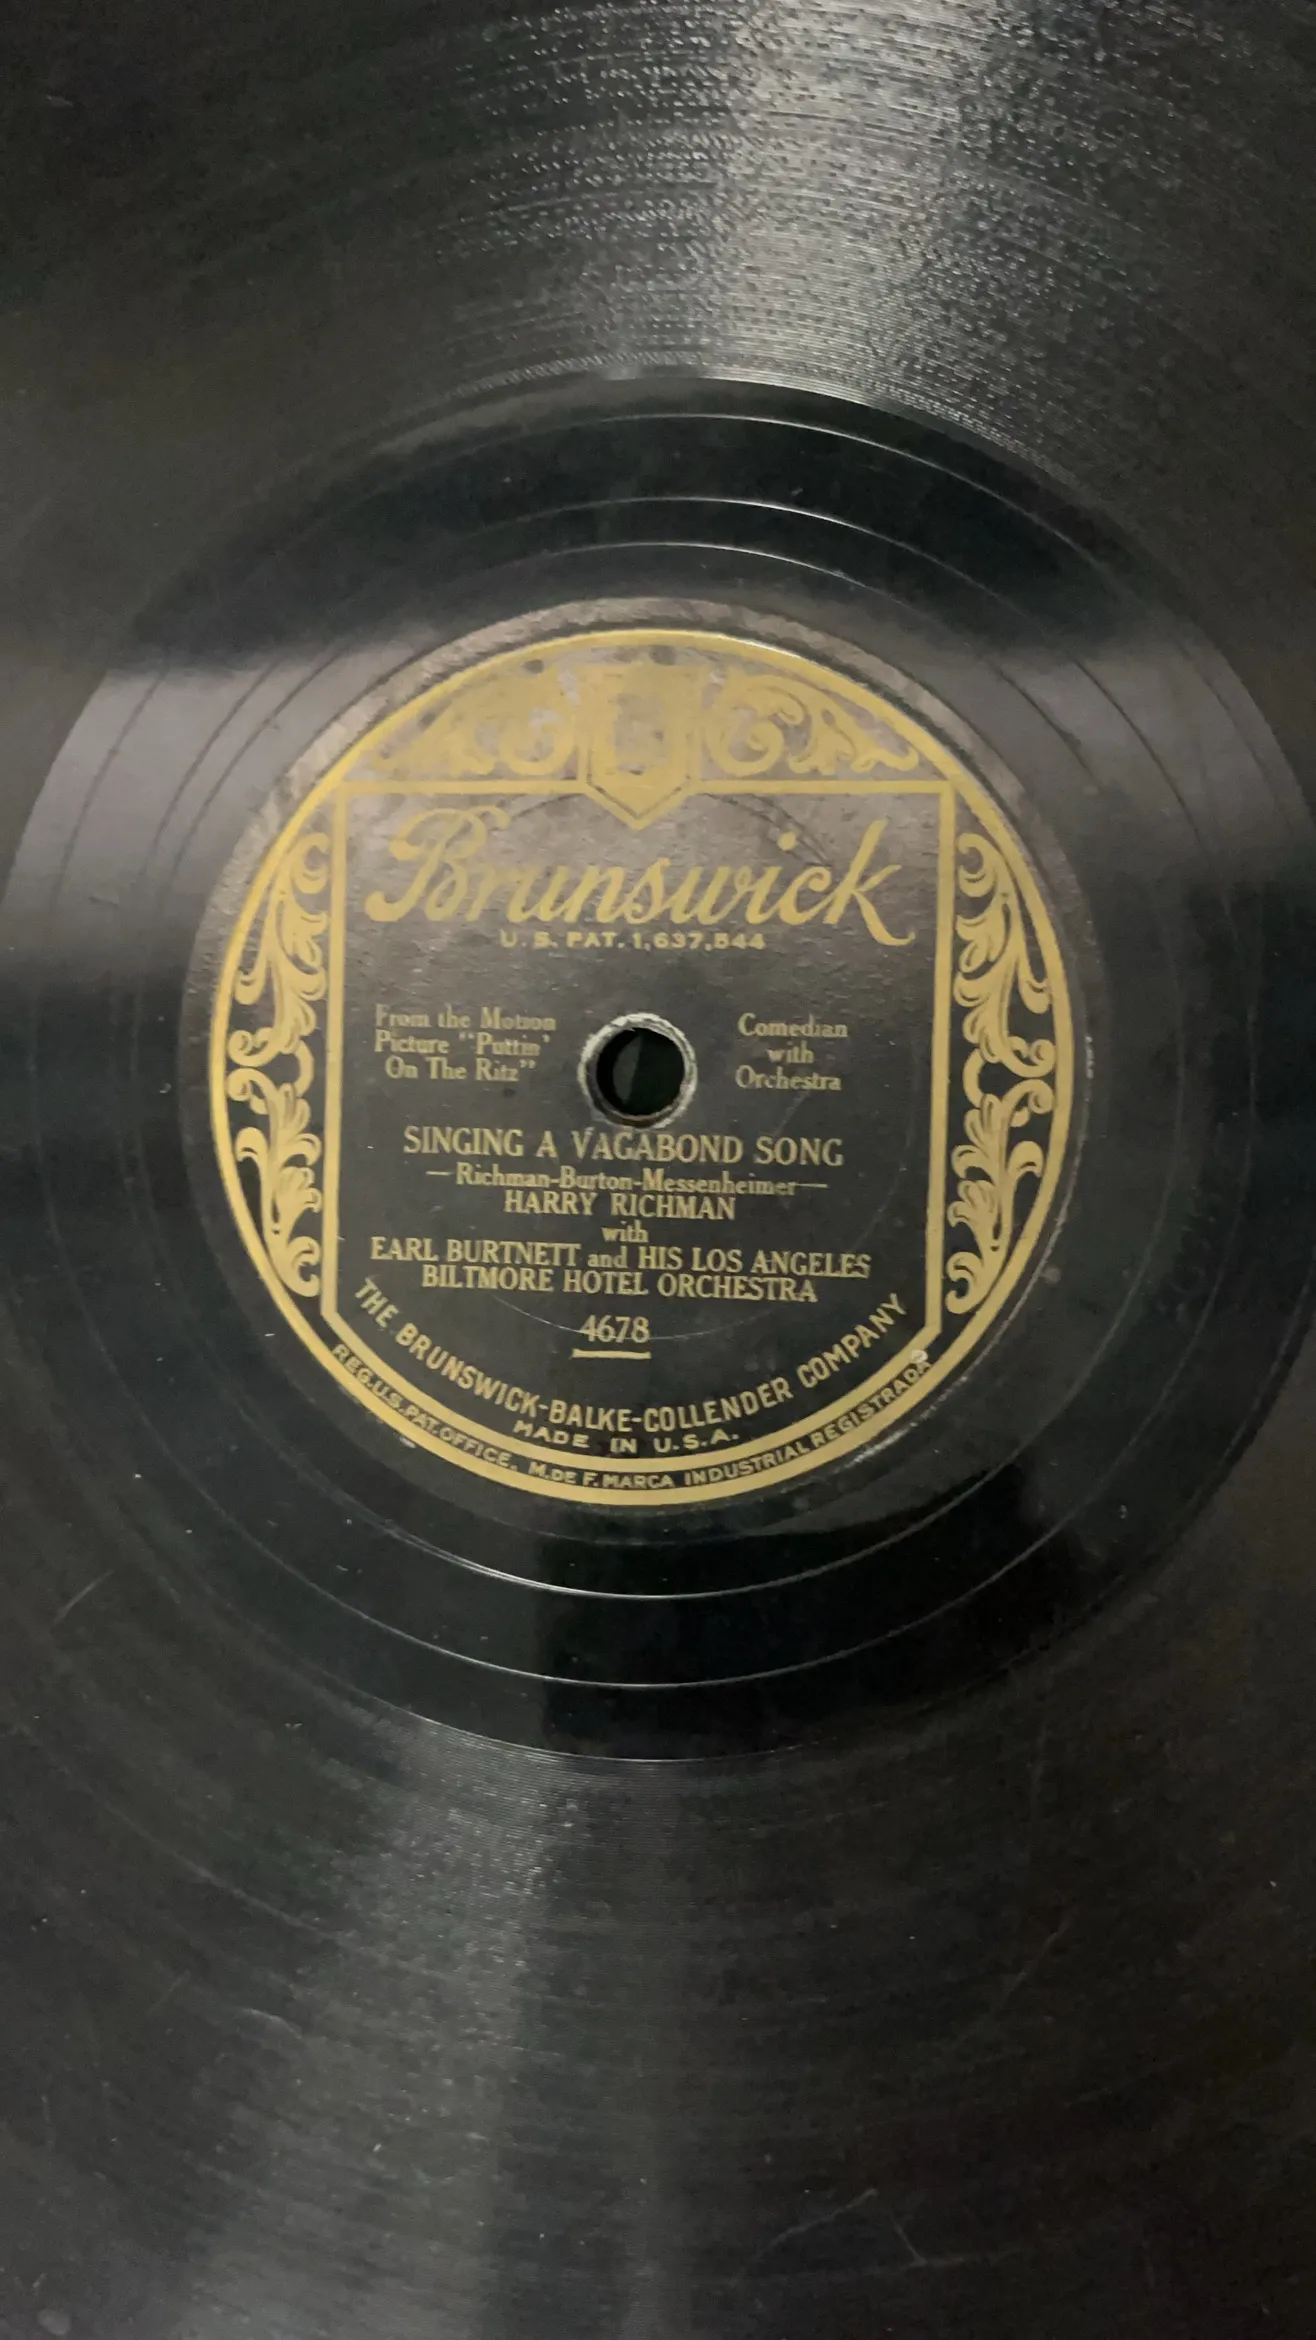 Brunswick
U. S. PAT. 1,637,544
From the Motion
Picture "Puttin'
On The Ritz"
Comedian
with
Orchestra
SINGING A VAGABOND SONG
—Richman-Burton-Messenheimer—
HARRY RICHMAN
with
EARL BURTNETT and HIS LOS ANGELES
BILTMORE HOTEL ORCHESTRA
4678
THE BRUNSWICK-BALKE-COLLENDER COMPANY
MADE IN U.S.A.
REG.U.S.PAT.OFFICE. M.DE F.MARCA INDUSTRIAL REGISTRADA